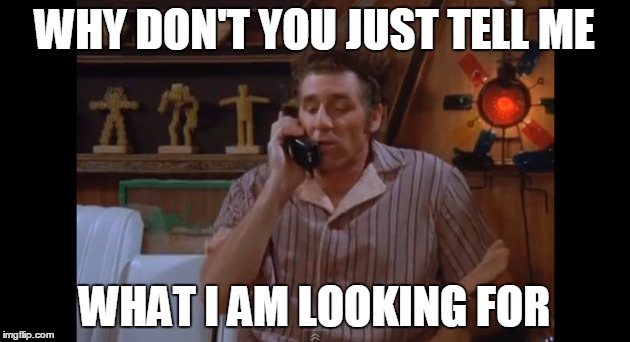 WHY DON'T YOU JUST TELL ME
WHAT I AM LOOKING FOR
imgflip.com